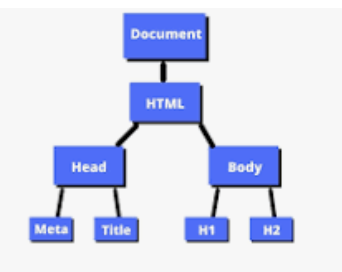 Document
HTML
Head Body
Meta Title H1 H2